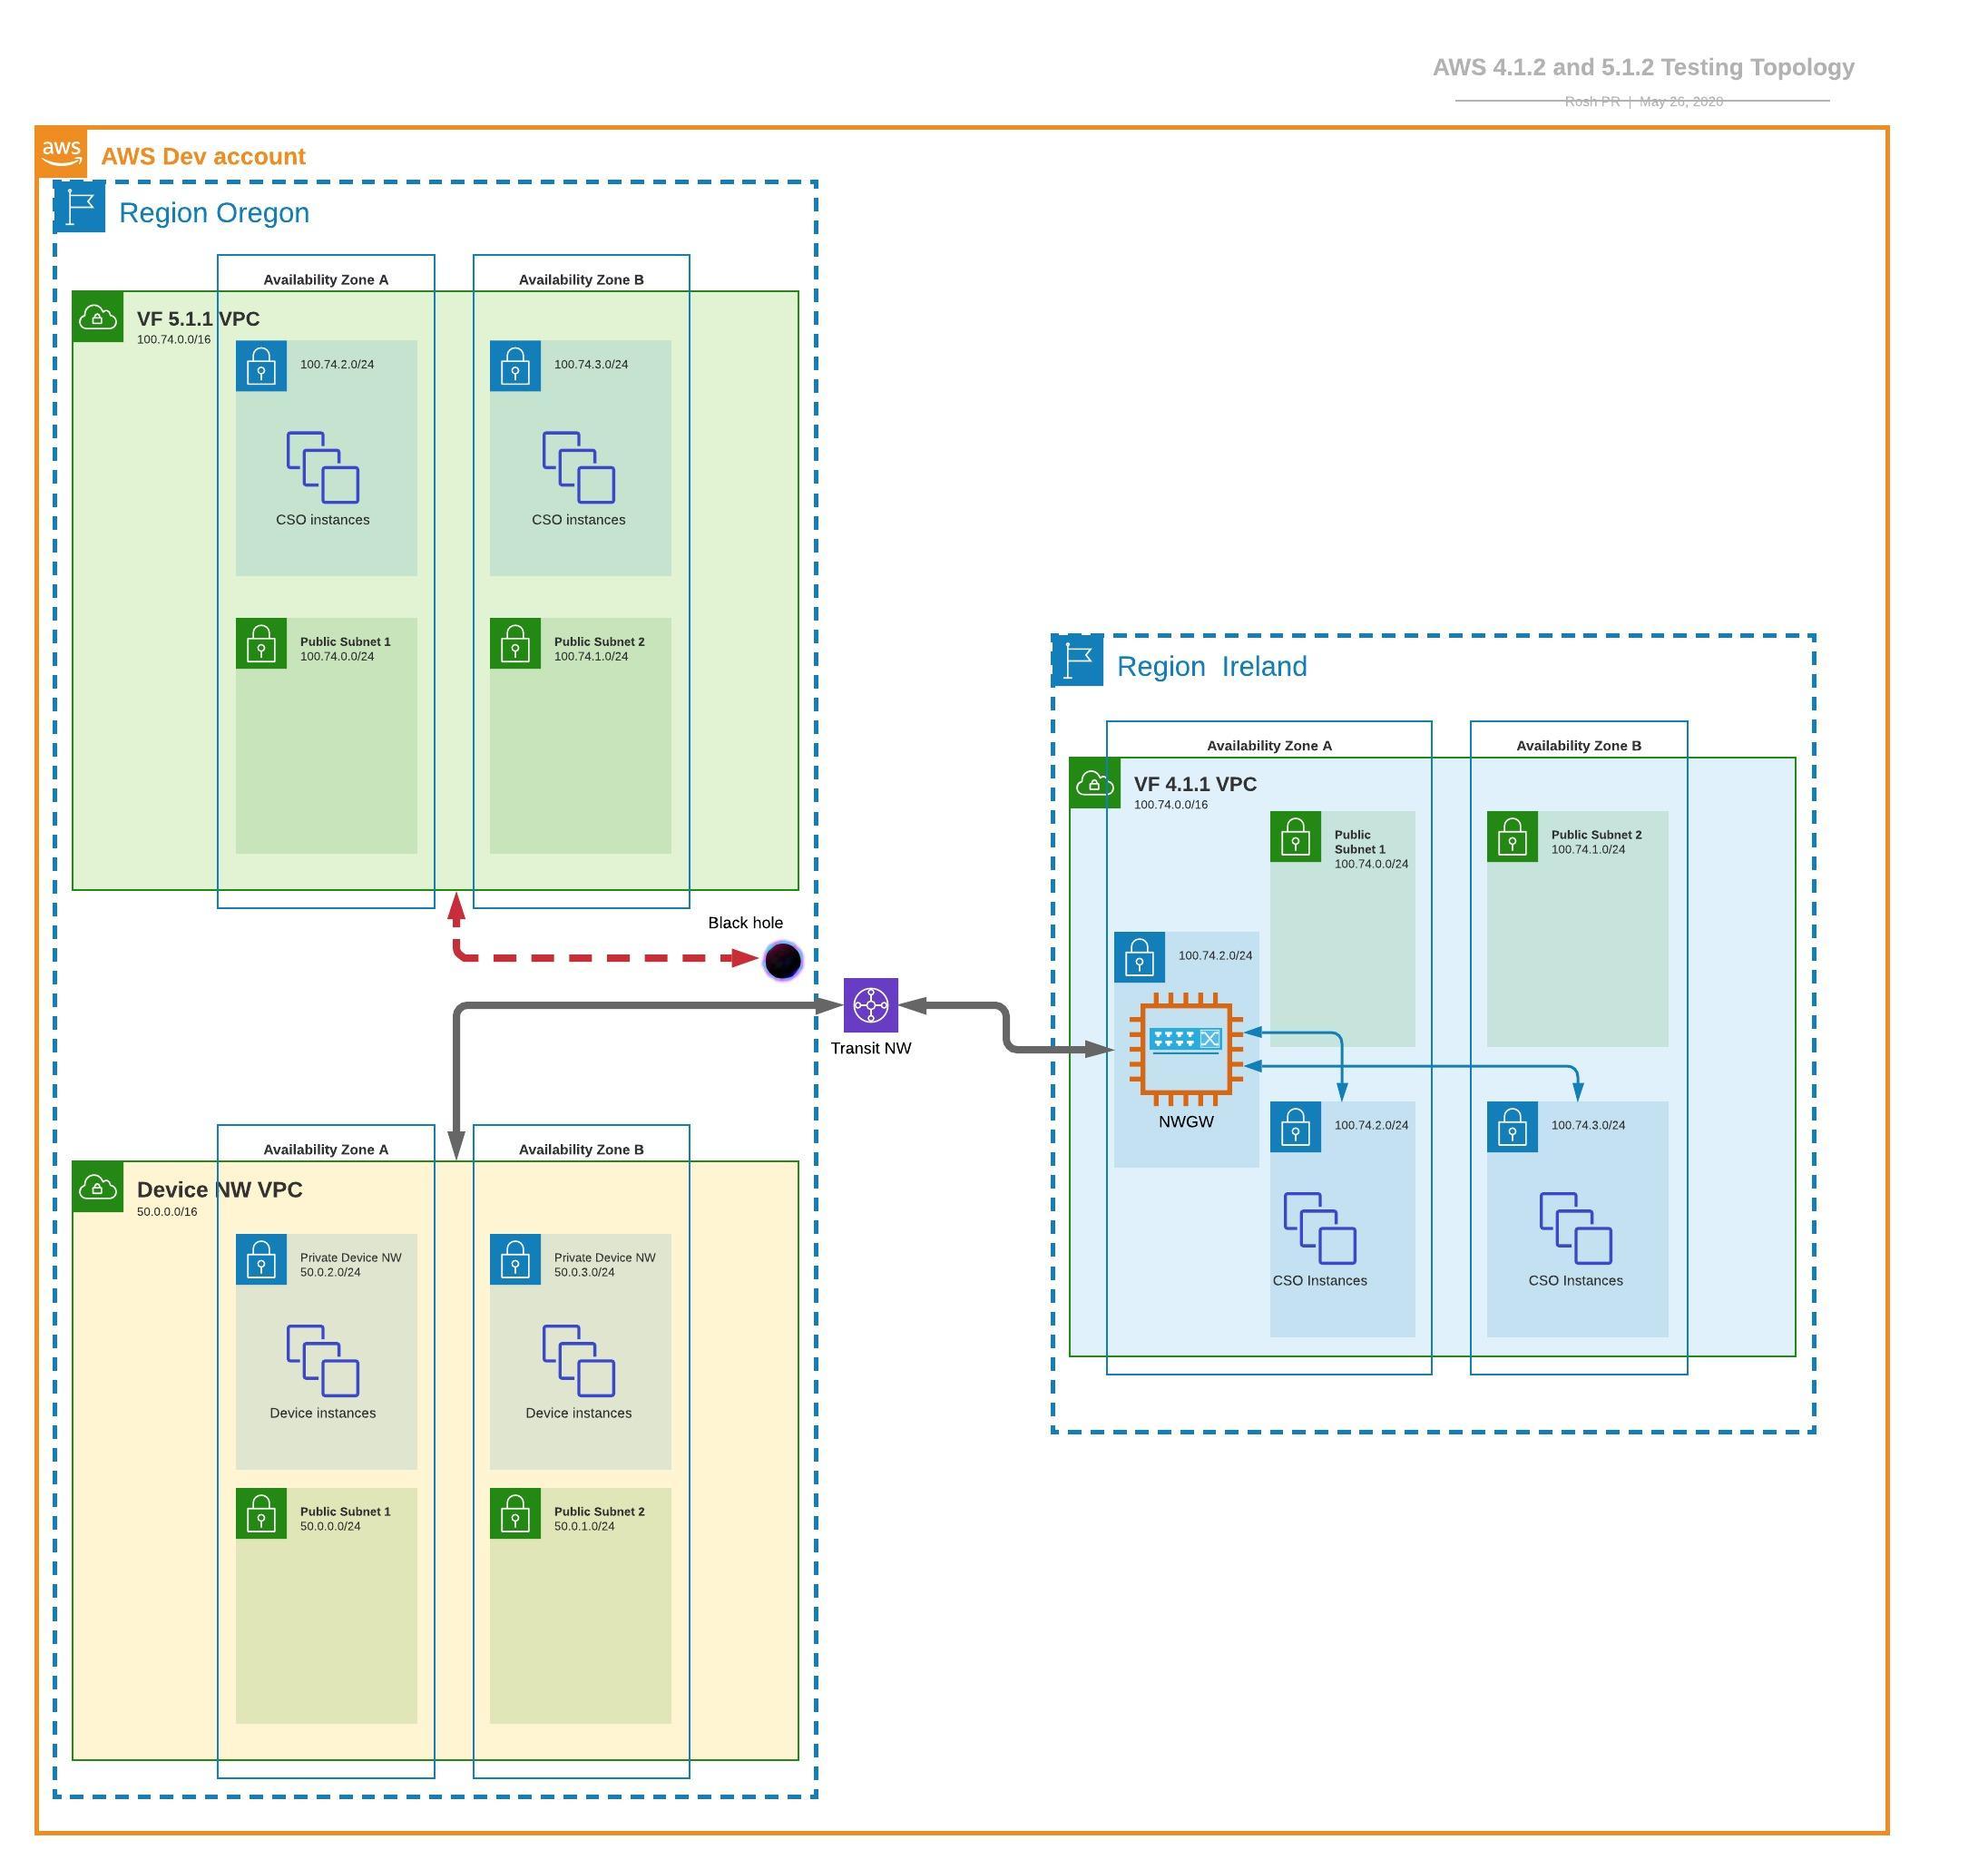 AWS 4.1.2 and 5.1.2 Testing Topology
Rosh PR | May 26, 2020
aws
AWS Dev account
Region Oregon
Availability Zone A
Availability Zone B
VF 5.1.1 VPC
100.74.0.0/16
100.74.2.0/24
100.74.3.0/24
CSO instances
CSO instances
Public Subnet 1
100.74.0.0/24
Public Subnet 2
100.74.1.0/24
Black hole
Transit NW
Availability Zone A
Availability Zone B
Device NW VPC
50.0.0.0/16
Private Device NW
50.0.2.0/24
Private Device NW
50.0.3.0/24
Device instances
Device instances
Public Subnet 1
50.0.0.0/24
Public Subnet 2
50.0.1.0/24
Region Ireland
Availability Zone A
Availability Zone B
VF 4.1.1 VPC
100.74.0.0/16
Public
Subnet 1
100.74.0.0/24
Public Subnet 2
100.74.1.0/24
100.74.2.0/24
NWGW
100.74.2.0/24
100.74.3.0/24
CSO Instances
CSO Instances